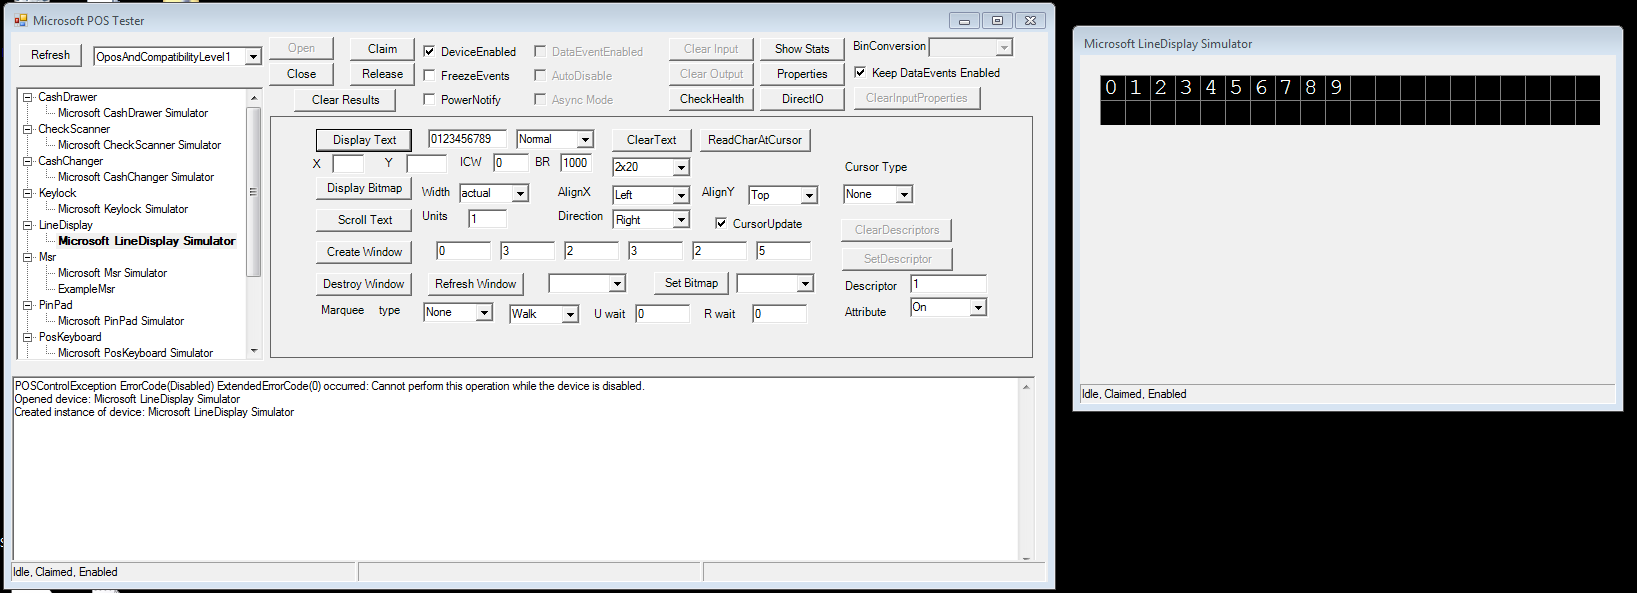 Microsoft POS Tester
Refresh
OposAndCompatibilityLevel1
Open
Claim
DeviceEnabled
DataEventEnabled
Clear Input
Show Stats
BinConversion
Close
Release
FreezeEvents
AutoDisable
Clear Output
Properties
Keep DataEvents Enabled
Clear Results
PowerNotify
Async Mode
CheckHealth
DirectIO
ClearInputProperties
CashDrawer
Microsoft CashDrawer Simulator
CheckScanner
Microsoft CheckScanner Simulator
CashChanger
Microsoft CashChanger Simulator
Keylock
Microsoft Keylock Simulator
LineDisplay
Microsoft LineDisplay Simulator
Msr
Microsoft Msr Simulator
ExampleMsr
PinPad
Microsoft PinPad Simulator
PosKeyboard
Microsoft PosKeyboard Simulator
Display Text
0123456789
Normal
ClearText
ReadCharAtCursor
X
Y
ICW
0
BR
1000
2x20
Cursor Type
Display Bitmap
Width
actual
AlignX
Left
AlignY
Top
None
Scroll Text
Units
1
Direction
Right
CursorUpdate
ClearDescriptors
Create Window
0
3
2
3
2
5
SetDescriptor
Destroy Window
Refresh Window
Set Bitmap
Descriptor
1
Marquee type
None
Walk
U wait
0
R wait
0
Attribute
On
POSControlException ErrorCode(Disabled) ExtendedErrorCode(0) occurred: Cannot perform this operation while the device is disabled.
Opened device: Microsoft LineDisplay Simulator
Created instance of device: Microsoft LineDisplay Simulator
Idle, Claimed, Enabled
Microsoft LineDisplay Simulator
0 1 2 3 4 5 6 7 8 9
Idle, Claimed, Enabled